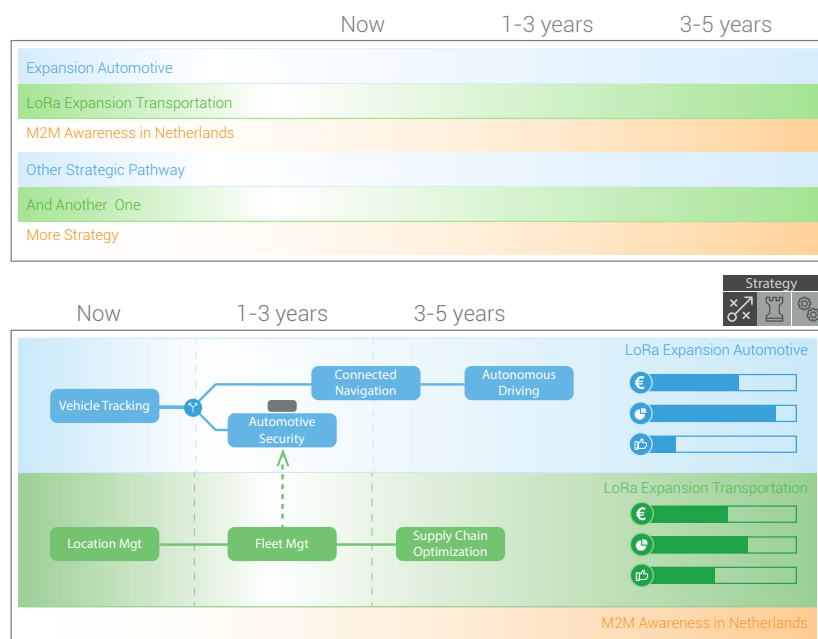 Now 1-3 years 3-5 years
Expansion Automotive
LoRa Expansion Transportation
M2M Awareness in Netherlands
Other Strategic Pathway
And Another One
More Strategy
Strategy
Now 1-3 years 3-5 years
LoRa Expansion Automotive
Connected
Navigation
Autonomous
Driving
Vehicle Tracking
Automotive
Security
€
LoRa Expansion Transportation
Location Mgt
Fleet Mgt
Supply Chain
Optimization
€
M2M Awareness in Netherlands